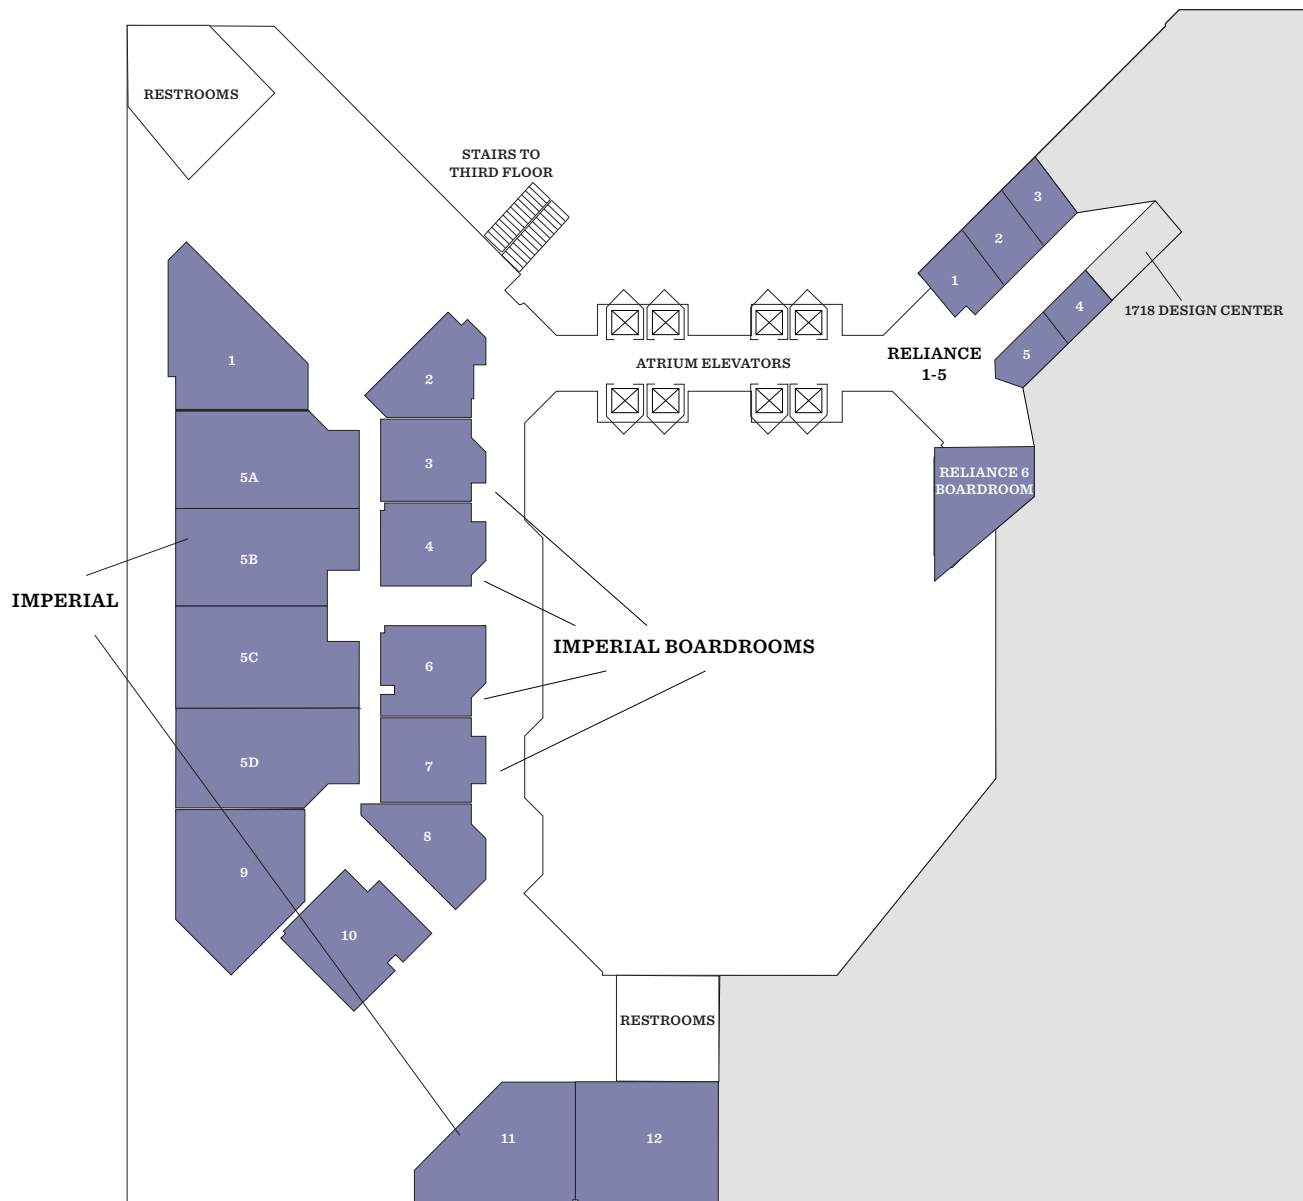 RESTROOMS
STAIRS TO
THIRD FLOOR
3
2
1
1718 DESIGN CENTER
4
5
ATRIUM ELEVATORS
RELIANCE
1-5
1
2
3
RELIANCE 6
BOARDROOM
5A
4
5B
IMPERIAL
IMPERIAL BOARDROOMS
5C
6
5D
7
8
9
10
RESTROOMS
11
12